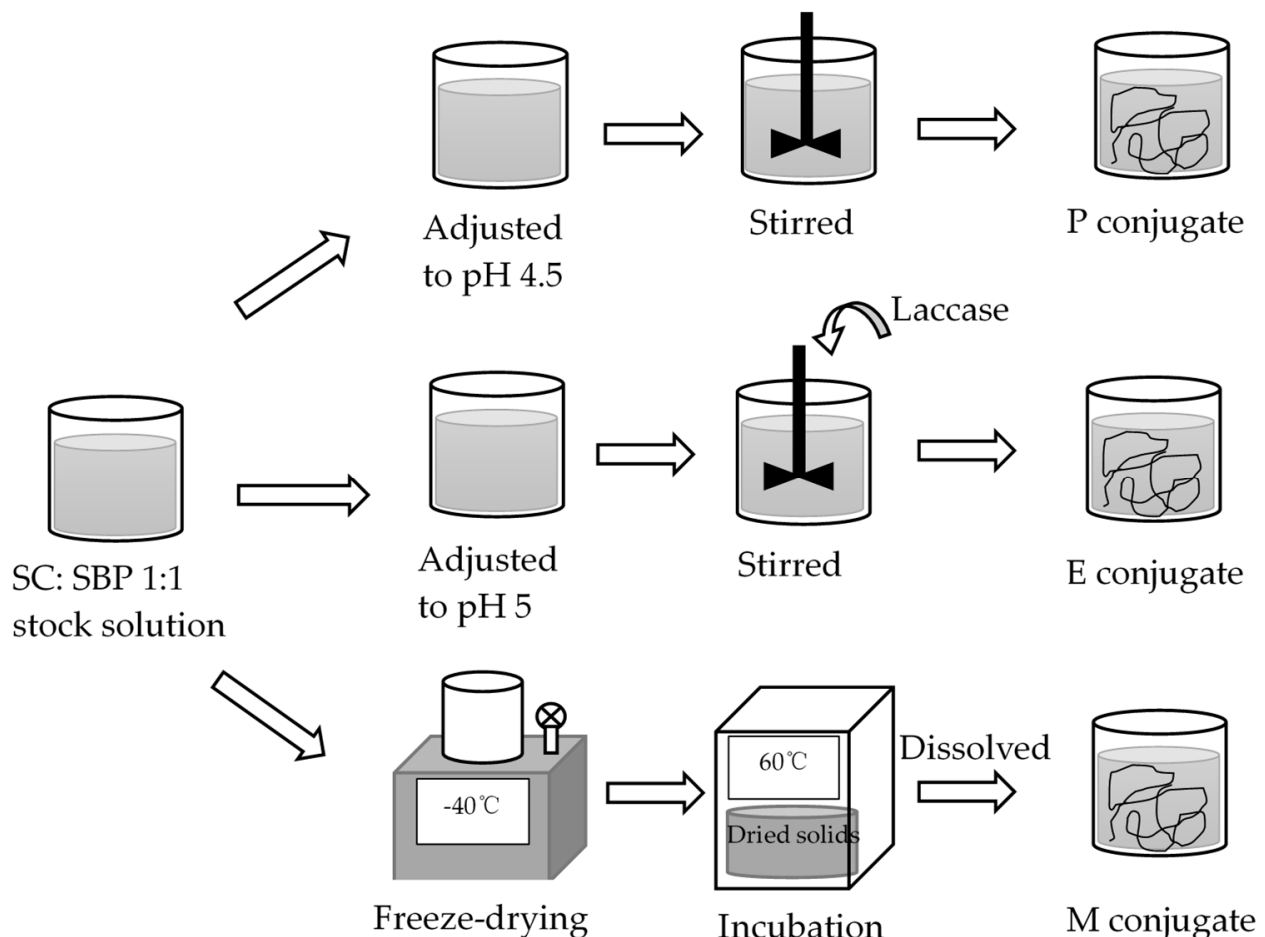 Adjusted
to pH 4.5
Stirred
P conjugate
Laccase
SC: SBP 1:1
stock solution
Adjusted
to pH 5
Stirred
E conjugate
-40℃
Freeze-drying
60℃
Dried solids
Incubation
Dissolved
M conjugate